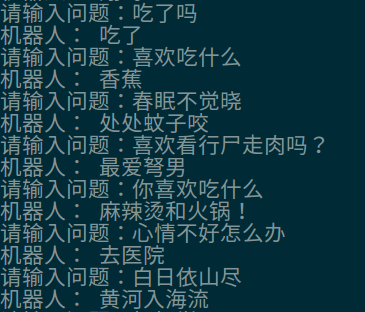 请输入问题：吃了吗
机器人： 吃了
请输入问题：喜欢吃什么
机器人： 香蕉
请输入问题：春眠不觉晓
机器人： 处处蚊子咬
请输入问题：喜欢看行尸走肉吗？
机器人： 最爱弩男
请输入问题：你喜欢吃什么
机器人： 麻辣烫和火锅！
请输入问题：心情不好怎么办
机器人： 去医院
请输入问题：白日依山尽
机器人： 黄河入海流